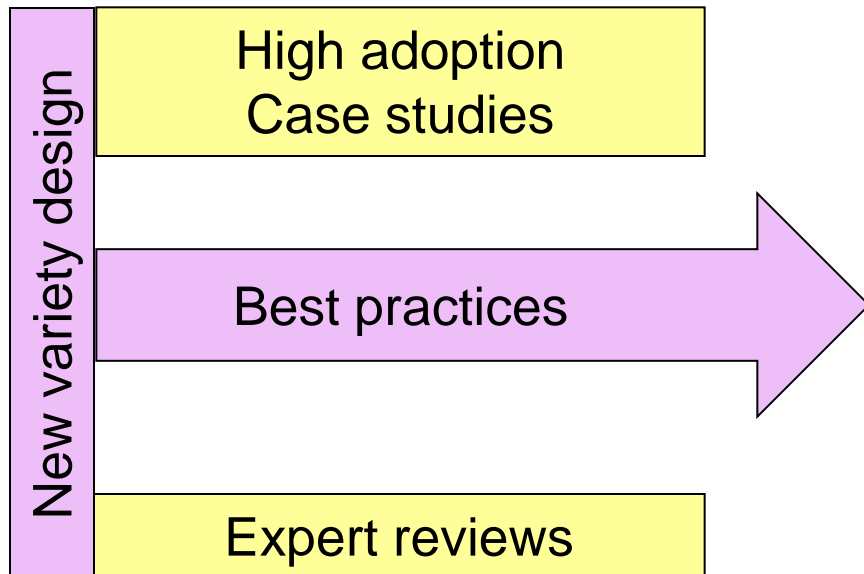 New variety design
High adoption
Case studies
Best practices
Expert reviews